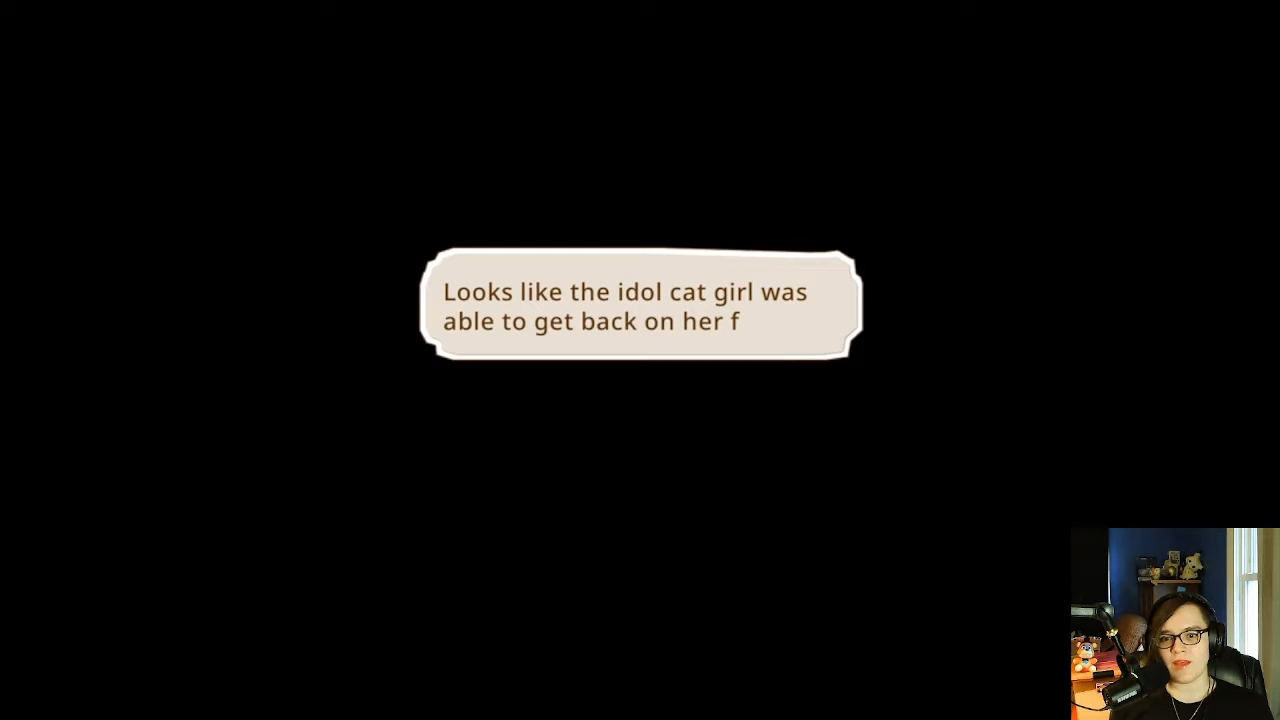 Looks like the idol cat girl was
able to get back on her f